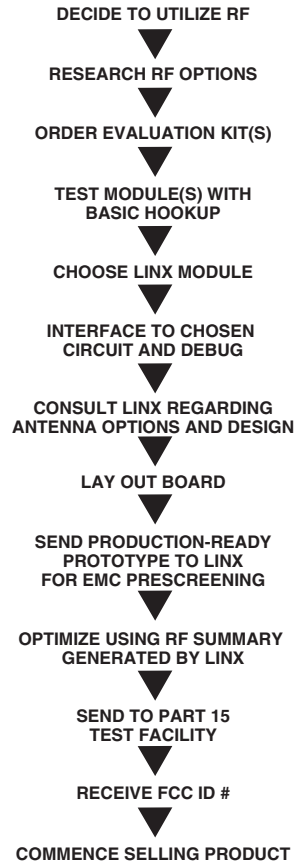 DECIDE TO UTILIZE RF
RESEARCH RF OPTIONS
ORDER EVALUATION KIT(S)
TEST MODULE(S) WITH
BASIC HOOKUP
CHOOSE LINX MODULE
INTERFACE TO CHOSEN
CIRCUIT AND DEBUG
CONSULT LINX REGARDING
ANTENNA OPTIONS AND DESIGN
LAY OUT BOARD
SEND PRODUCTION-READY
PROTOTYPE TO LINX
FOR EMC PRESCREENING
OPTIMIZE USING RF SUMMARY
GENERATED BY LINX
SEND TO PART 15
TEST FACILITY
RECEIVE FCC ID #
COMMENCE SELLING PRODUCT